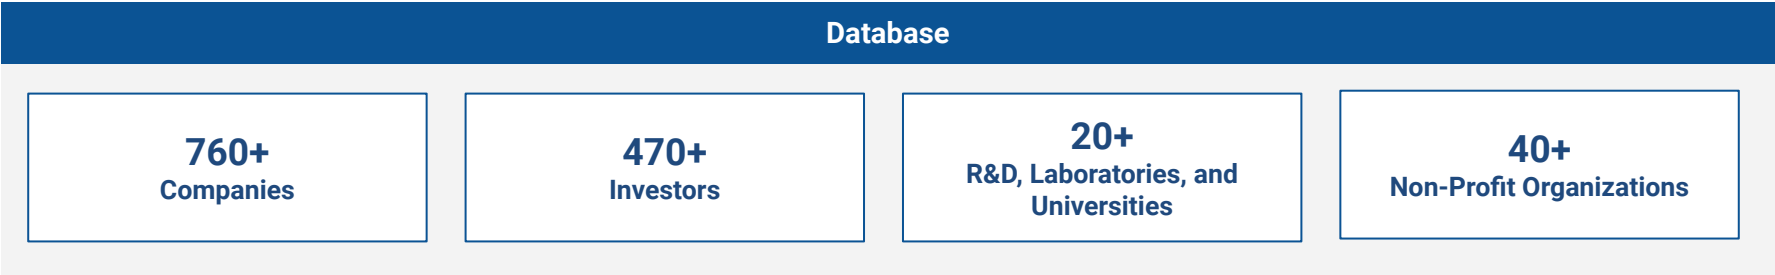 Database
760+
Companies
470+
Investors
20+
R&D, Laboratories, and
Universities
40+
Non-Profit Organizations